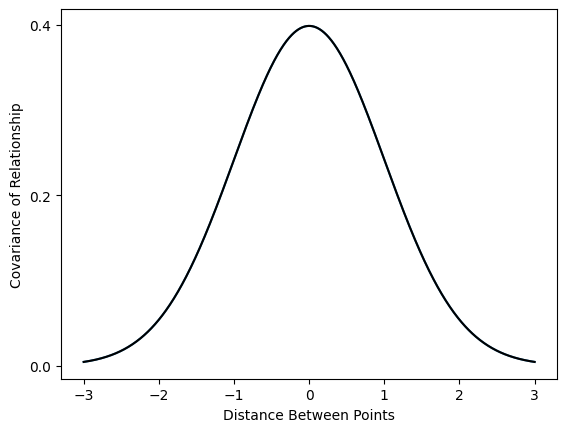 0.4
0.2
0.0
Covariance of Relationship
−3 −2 −1 0 1 2 3
Distance Between Points